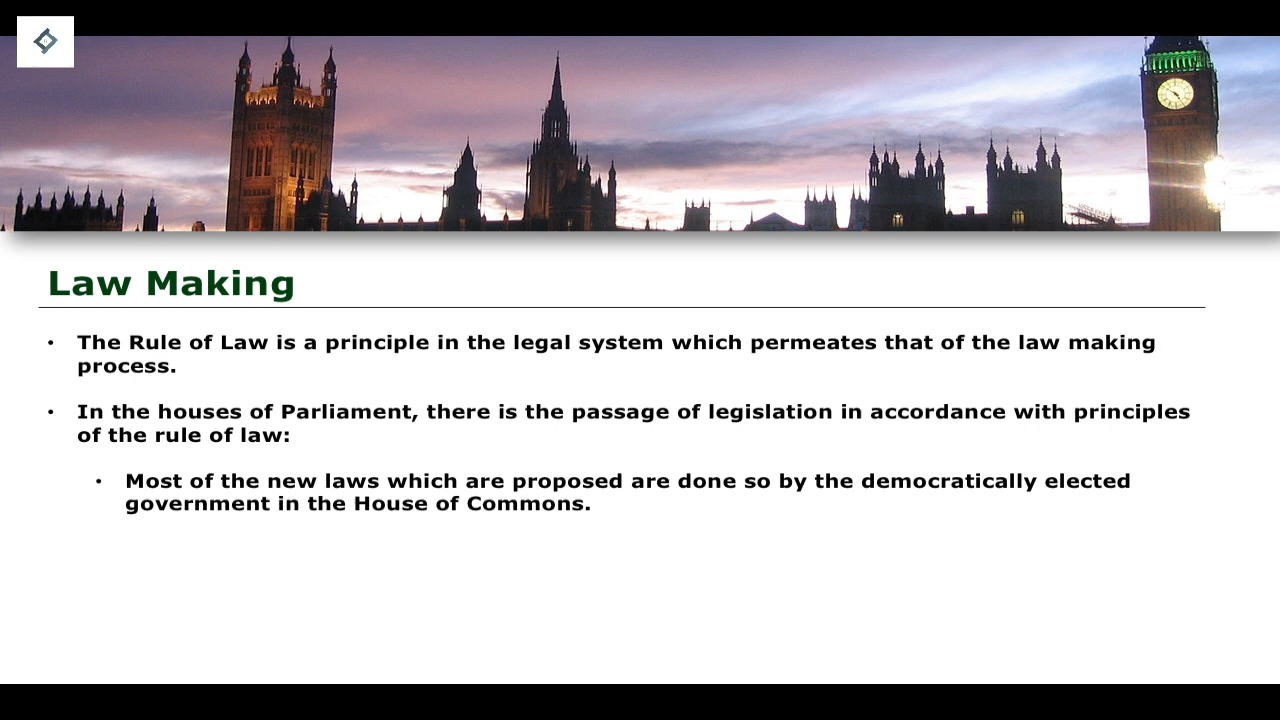 Law Making
• The Rule of Law is a principle in the legal system which permeates that of the law making
process.
• In the houses of Parliament, there is the passage of legislation in accordance with principles
of the rule of law:
• Most of the new laws which are proposed are done so by the democratically elected
government in the House of Commons.